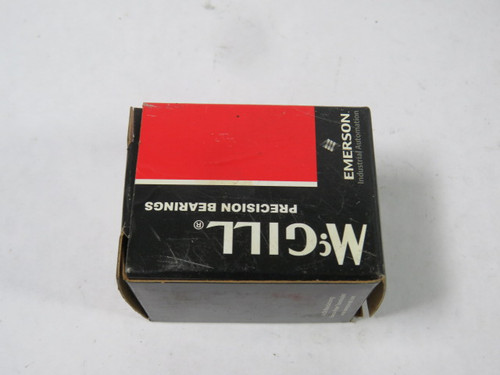 McGILL®
PRECISION BEARINGS
EMERSON
Industrial Automation